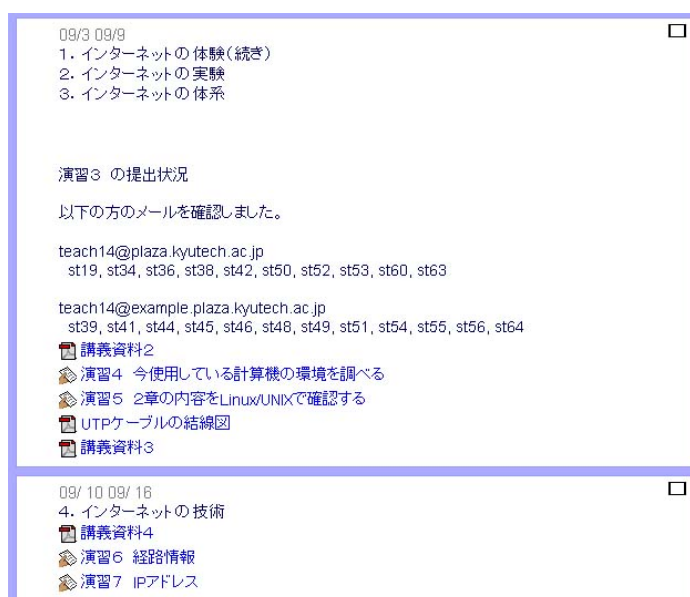 09/3 09/9
1. インターネットの体験(続き)
2. インターネットの実験
3. インターネットの体系
演習3 の提出状況
以下の方のメールを確認しました。
teach14@plaza.kyutech.ac.jp
st19, st34, st36, st38, st42, st50, st52, st53, st60, st63
teach14@example.plaza.kyutech.ac.jp
st39, st41, st44, st45, st46, st48, st49, st51, st54, st55, st56, st64
講義資料2
演習4 今使用している計算機の環境を調べる
演習5 2章の内容をLinux/UNIXで確認する
UTPケーブルの結線図
講義資料3
09/ 10 09/ 16
4. インターネットの技術
講義資料4
演習6 経路情報
演習7 IPアドレス